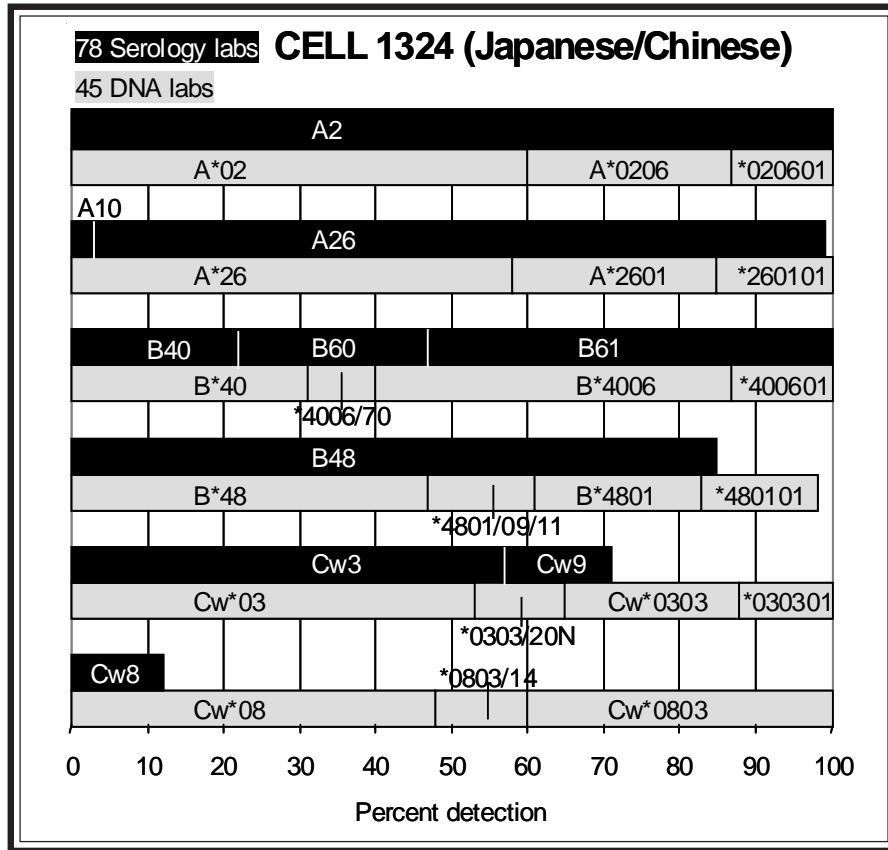 78 Serology labs CELL 1324 (Japanese/Chinese)
45 DNA labs
A2
A*02 A*0206 *020601
A10
A26
A*26 A*2601 *260101
B40 B60 B61
B*40 B*4006 *400601
*4006/70
B48
B*48 B*4801 *480101
*4801/09/11
Cw3 Cw9
Cw*03 Cw*0303 *030301
*0303/20N
Cw8 *0803/14
Cw*08 Cw*0803
0 10 20 30 40 50 60 70 80 90 100
Percent detection